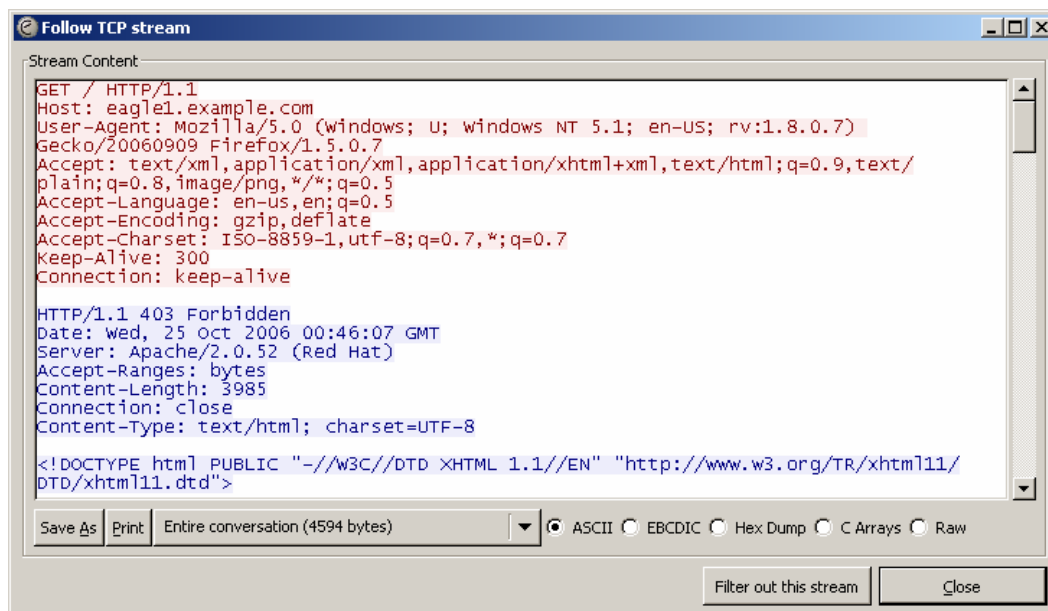 Follow TCP stream
Stream Content
GET / HTTP/1.1
Host: eagle1.example.com
User-Agent: Mozilla/5.0 (Windows; U; Windows NT 5.1; en-US; rv:1.8.0.7)
Gecko/20060909 Firefox/1.5.0.7
Accept: text/xml,application/xml,application/xhtml+xml,text/html;q=0.9,text/
plain;q=0.8,image/png,*/*;q=0.5
Accept-Language: en-us,en;q=0.5
Accept-Encoding: gzip,deflate
Accept-Charset: ISO-8859-1,utf-8;q=0.7,*;q=0.7
Keep-Alive: 300
Connection: keep-alive
HTTP/1.1 403 Forbidden
Date: Wed, 25 Oct 2006 00:46:07 GMT
Server: Apache/2.0.52 (Red Hat)
Accept-Ranges: bytes
Content-Length: 3985
Connection: close
Content-Type: text/html; charset=UTF-8
<!DOCTYPE html PUBLIC "-//W3C//DTD XHTML 1.1//EN" "http://www.w3.org/TR/xhtml11/
DTD/xhtml11.dtd">
Save As Print Entire conversation (4594 bytes) ASCII EBCDIC Hex Dump C Arrays Raw
Filter out this stream Close